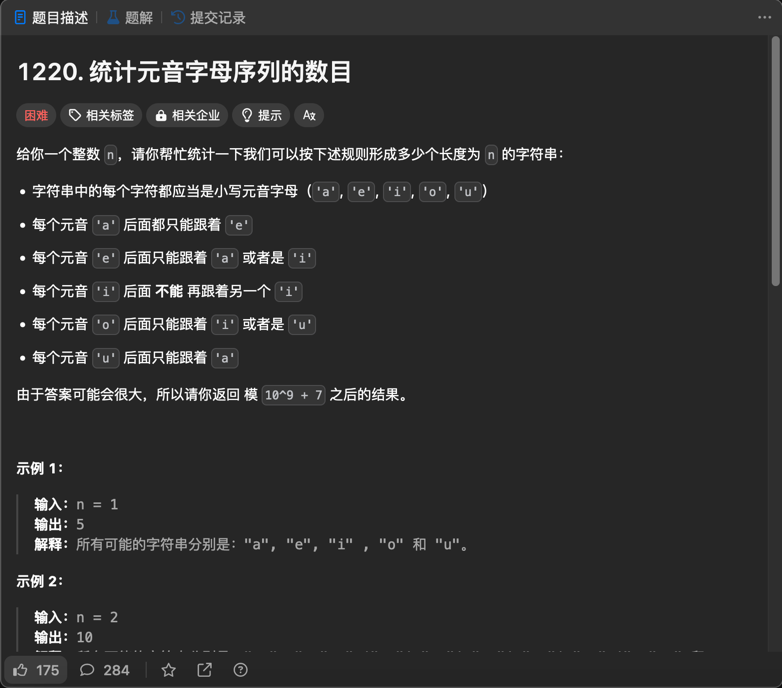 题目描述 题解 提交记录
1220. 统计元音字母序列的数目
困难 相关标签 相关企业 提示
给你一个整数 n，请你帮忙统计一下我们可以按下述规则形成多少个长度为 n 的字符串：
• 字符串中的每个字符都应当是小写元音字母（'a', 'e', 'i', 'o', 'u'）
• 每个元音 'a' 后面都只能跟着 'e'
• 每个元音 'e' 后面只能跟着 'a' 或者是 'i'
• 每个元音 'i' 后面 不能 再跟着另一个 'i'
• 每个元音 'o' 后面只能跟着 'i' 或者是 'u'
• 每个元音 'u' 后面只能跟着 'a'
由于答案可能会很大，所以请你返回 模 10^9 + 7 之后的结果。
示例 1：
输入：n = 1
输出：5
解释：所有可能的字符串分别是："a", "e", "i" , "o" 和 "u"。
示例 2：
输入：n = 2
输出：10
175 284